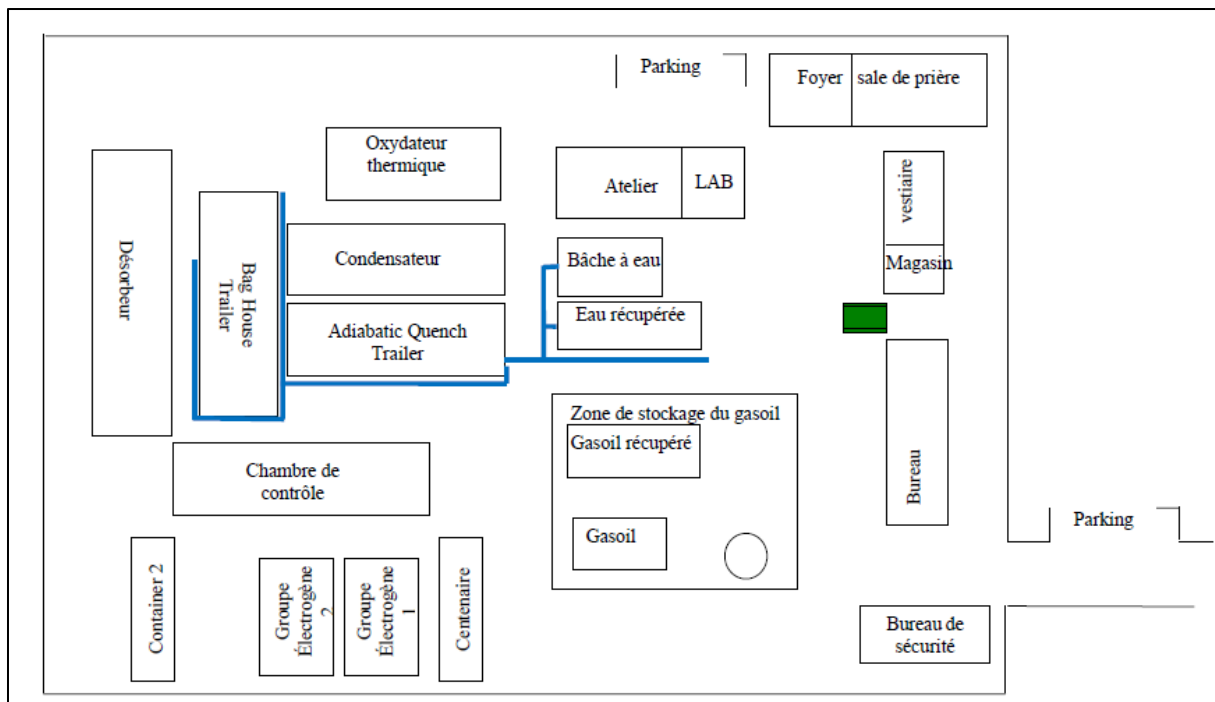 Parking
Foyer
sale de prière
Oxydateur
thermique
Atelier
LAB
vestiaire
Magasin
Désorbeur
Bag House
Trailer
Condensateur
Bâche à eau
Adiabatic Quench
Trailer
Eau récupérée
Zone de stockage du gasoil
Gasoil récupéré
Bureau
Chambre de
contrôle
Gasoil
Parking
Container 2
Groupe
Électrogène
2
Groupe
Électrogène
1
Centenaire
Bureau de
sécurité